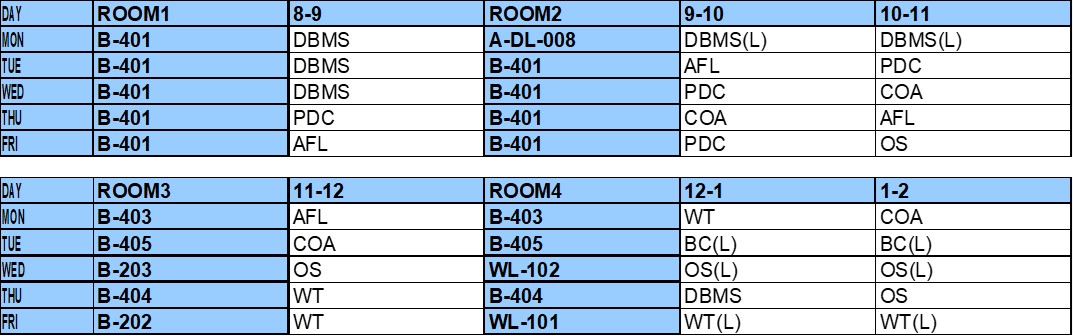 DAY ROOM1 8-9 ROOM2 9-10 10-11
MON B-401 DBMS A-DL-008 DBMS(L) DBMS(L)
TUE B-401 DBMS B-401 AFL PDC
WED B-401 DBMS B-401 PDC COA
THU B-401 PDC B-401 COA AFL
FRI B-401 AFL B-401 PDC OS
DAY ROOM3 11-12 ROOM4 12-1 1-2
MON B-403 AFL B-403 WT COA
TUE B-405 COA B-405 BC(L) BC(L)
WED B-203 OS WL-102 OS(L) OS(L)
THU B-404 WT B-404 DBMS OS
FRI B-202 WT WL-101 WT(L) WT(L)